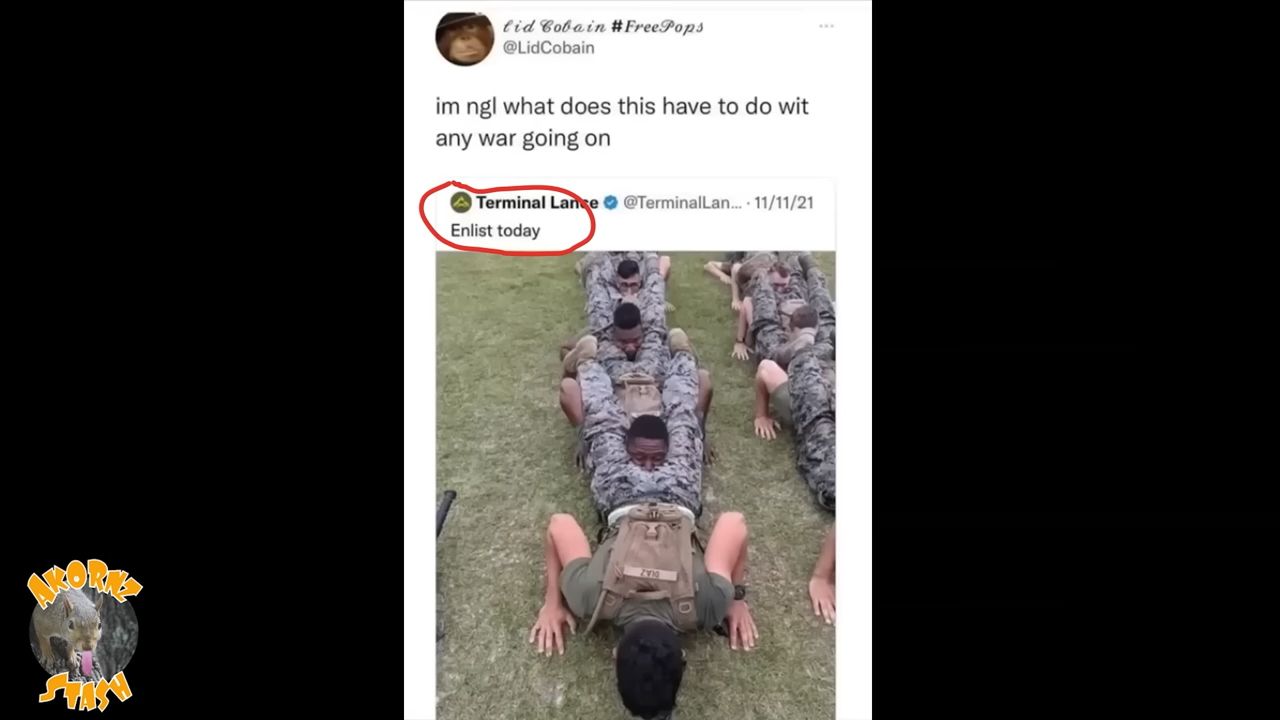 𝓁𝒾𝒹 𝒞𝑜𝒷𝒶𝒾𝓃 #FreePops
@LidCobain
im ngl what does this have to do wit
any war going on
Terminal Lance @TerminalLan... · 11/11/21
Enlist today
DIAZ
AKORNZ
STASH